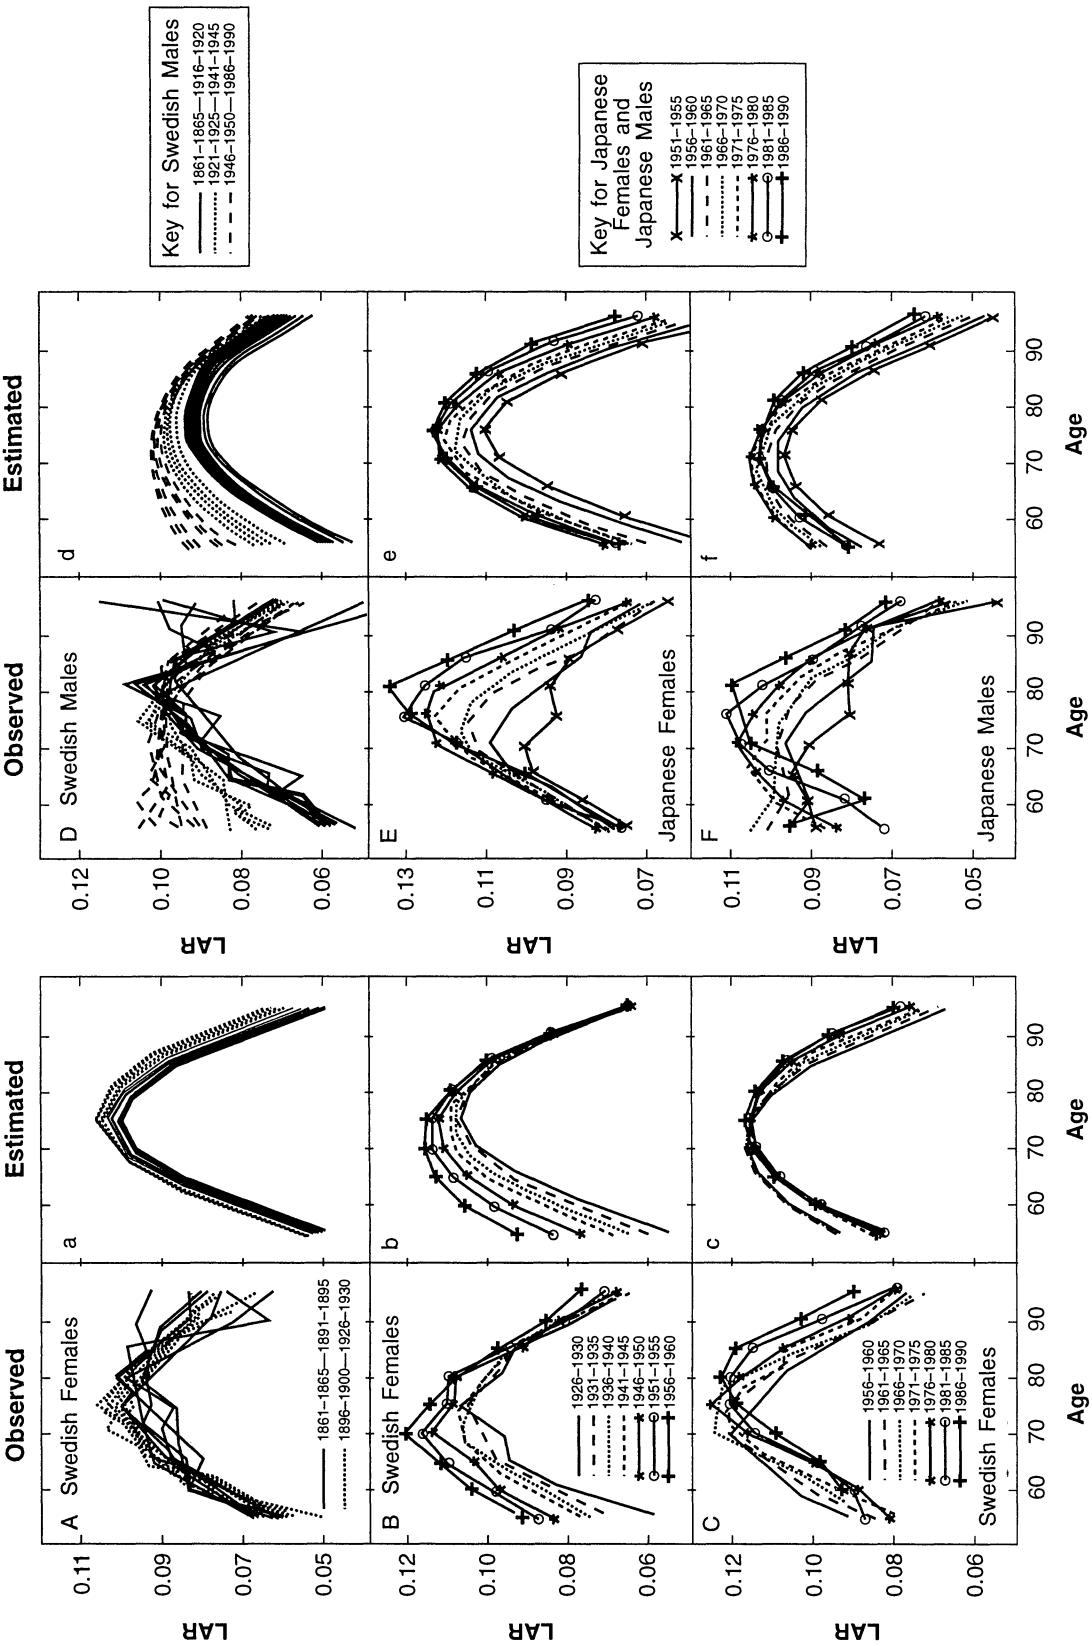 Observed
Estimated
Observed
Estimated
A Swedish Females
1861–1865—1891–1895
1896–1900—1926–1930
a
D Swedish Males
d
Key for Swedish Males
1861–1865—1916–1920
1921–1925—1941–1945
1946–1950—1986–1990
LAR
0.11
0.09
0.07
0.05
LAR
0.12
0.10
0.08
0.06
B Swedish Females
1926–1930
1931–1935
1936–1940
1941–1945
1946–1950
1951–1955
1956–1960
b
E
Japanese Females
e
Key for Japanese
Females and
Japanese Males
1951–1955
1956–1960
1961–1965
1966–1970
1971–1975
1976–1980
1981–1985
1986–1990
LAR
0.12
0.10
0.08
0.06
LAR
0.13
0.11
0.09
0.07
C
1956–1960
1961–1965
1966–1970
1971–1975
1976–1980
1981–1985
1986–1990
Swedish Females
c
F
Japanese Males
f
LAR
0.12
0.10
0.08
0.06
LAR
0.11
0.09
0.07
0.05
60 70 80 90
60 70 80 90
60 70 80 90
60 70 80 90
Age
Age
Age
Age